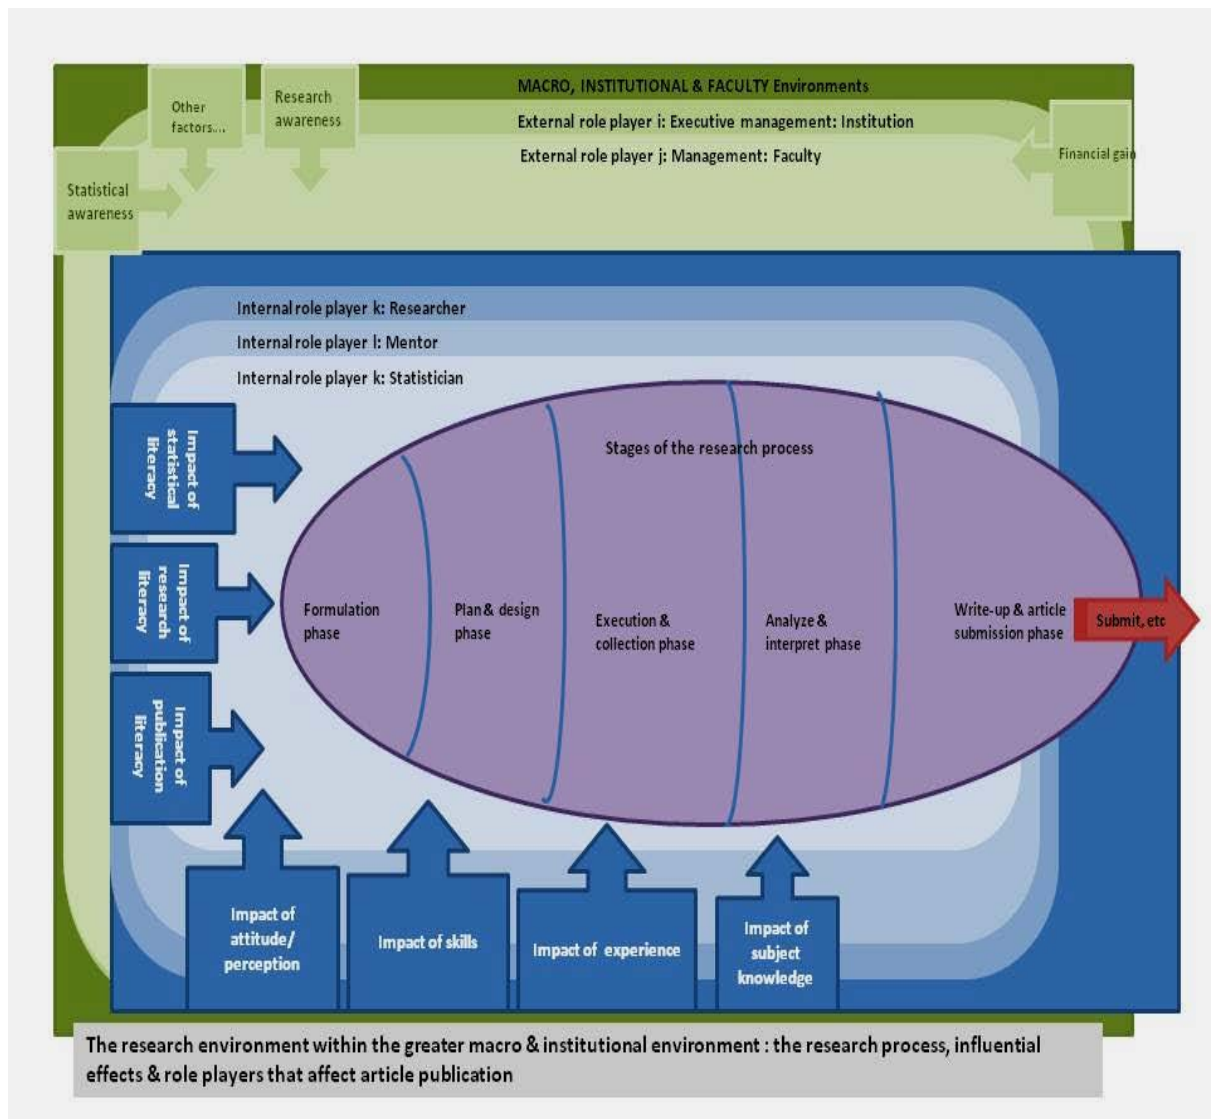 MACRO, INSTITUTIONAL & FACULTY Environments
External role player i: Executive management: Institution
External role player j: Management: Faculty
Other
factors....
Research
awareness
Statistical
awareness
Financial gain
Internal role player k: Researcher
Internal role player l: Mentor
Internal role player k: Statistician
Impact of
statistical
literacy
Impact of
research
literacy
Impact of
publication
literacy
Stages of the research process
Formulation
phase
Plan & design
phase
Execution &
collection phase
Analyze &
interpret phase
Write-up & article
submission phase
Submit, etc
Impact of
attitude/
perception
Impact of skills
Impact of experience
Impact of
subject
knowledge
The research environment within the greater macro & institutional environment : the research process, influential
effects & role players that affect article publication